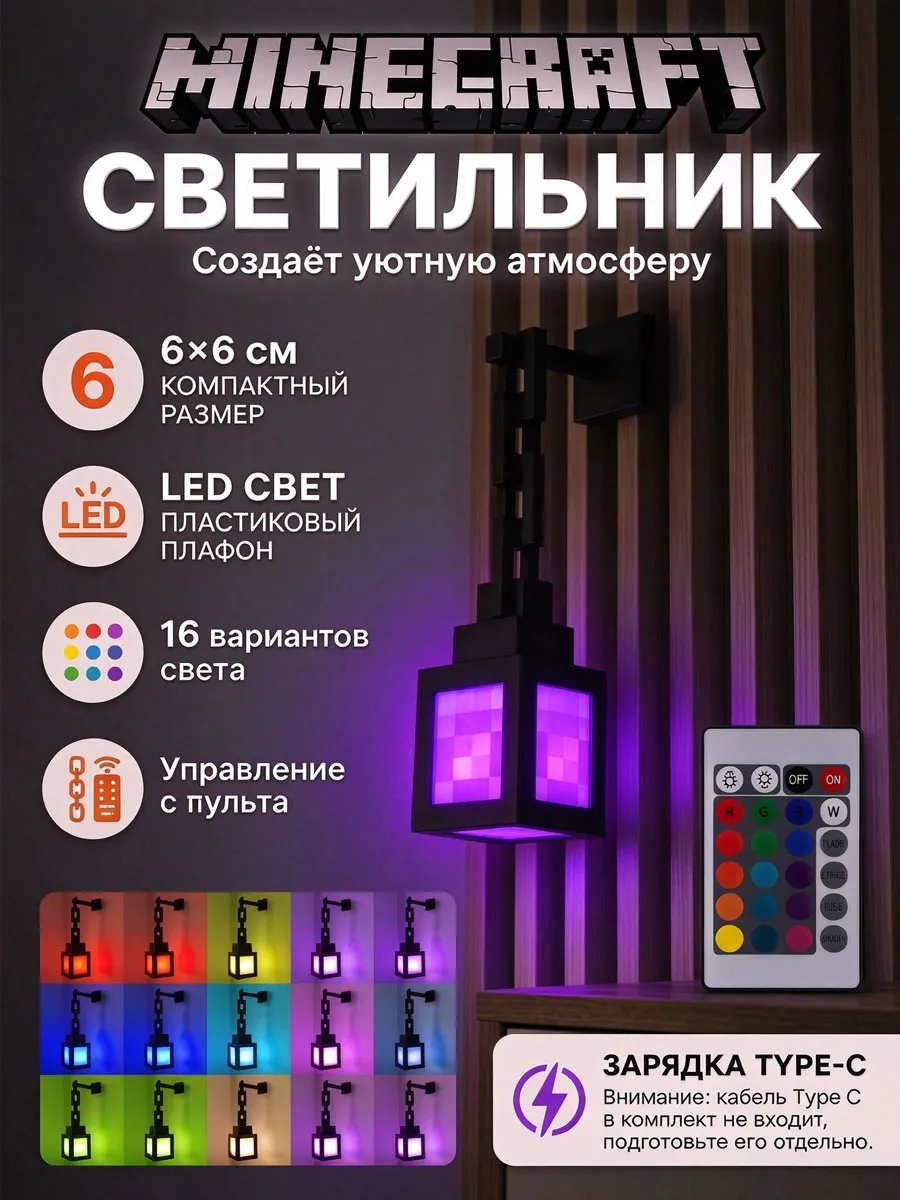 MINECRAFT
СВЕТИЛЬНИК
Создаёт уютную атмосферу
6
6×6 см
КОМПАКТНЫЙ
РАЗМЕР
LED
LED СВЕТ
ПЛАСТИКОВЫЙ
ПЛАФОН
16 вариантов
света
Управление
с пульта
OFF ON
R G B W
ЗАРЯДКА TYPE-C
Внимание: кабель Type C
в комплект не входит,
подготовьте его отдельно.